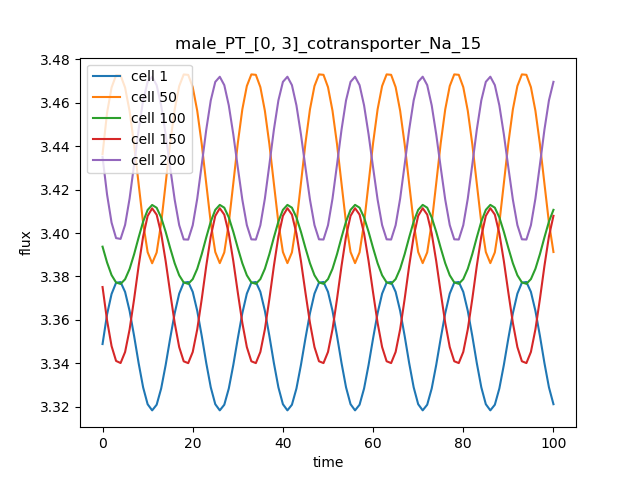 male_PT_[0, 3]_cotransporter_Na_15
3.48
3.46
3.44
3.42
3.40
3.38
3.36
3.34
3.32
flux
cell 1
cell 50
cell 100
cell 150
cell 200
0
20
40
60
80
100
time